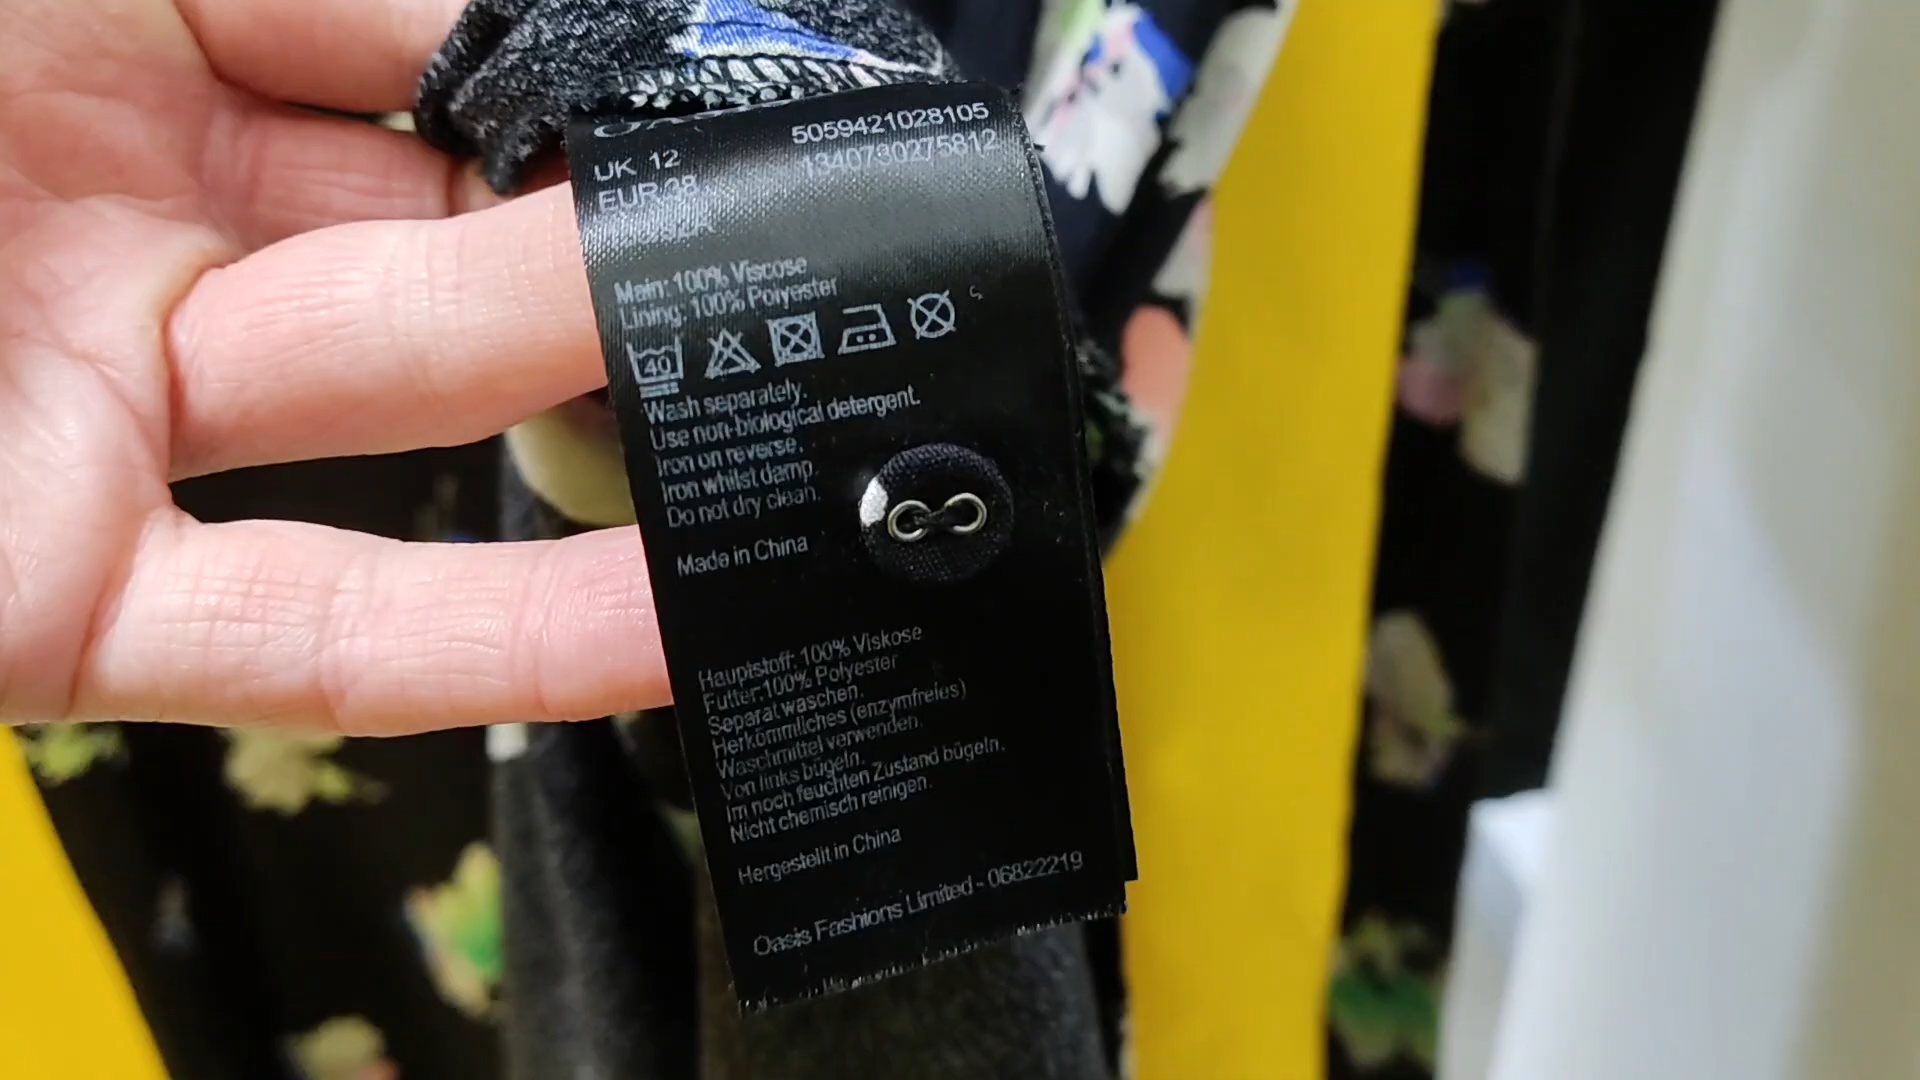 5059421028105
UK 12
1340730275812
EUR 38
Main: 100% Viscose
Lining: 100% Polyester
40
Wash separately.
Use non-biological detergent.
Iron on reverse.
Iron whilst damp.
Do not dry clean.
Made in China
Hauptstoff: 100% Viskose
Futter:100% Polyester
Separat waschen.
Herkömmliches (enzymfreies)
Waschmittel verwenden.
Von links bügeln.
Im noch feuchten Zustand bügeln.
Nicht chemisch reinigen.
Hergestellt in China
Oasis Fashions Limited - 06822219